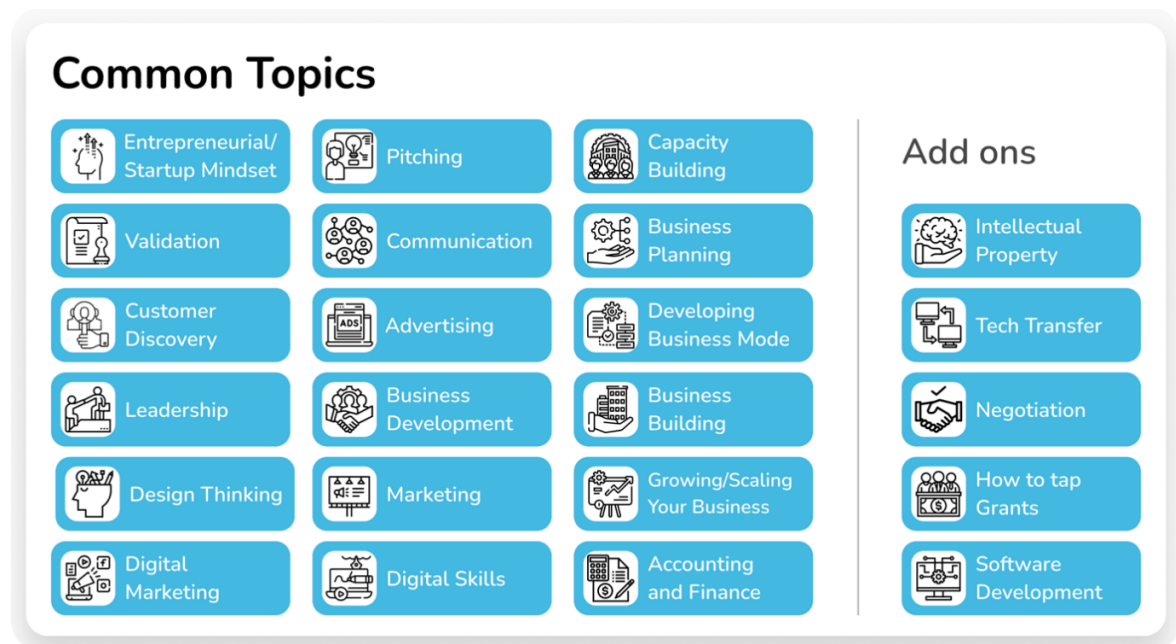 Common Topics
Entrepreneurial/
Startup Mindset
Validation
Customer
Discovery
Leadership
Design Thinking
Digital
Marketing
Pitching
Communication
ADS
Advertising
Business
Development
Marketing
Digital Skills
Capacity
Building
Business
Planning
Developing
Business Mode
Business
Building
Growing/Scaling
Your Business
Accounting
and Finance
Add ons
Intellectual
Property
Tech Transfer
Negotiation
How to tap
Grants
Software
Development